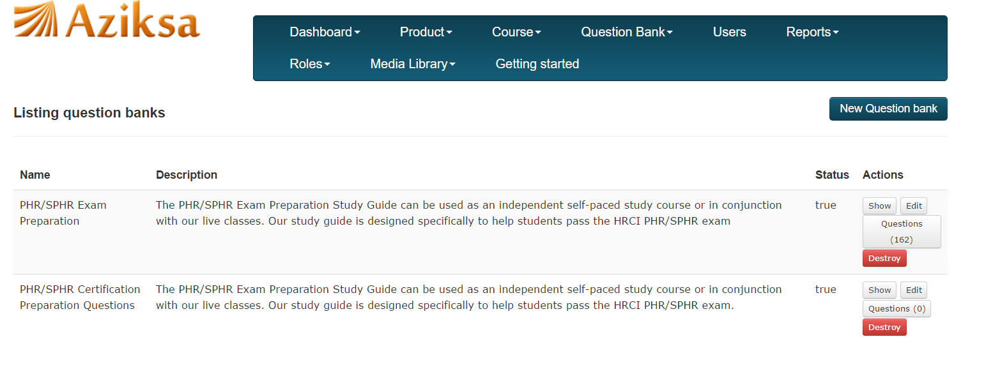 Aziksa
Dashboard Product Course Question Bank Users Reports
Roles Media Library Getting started
Listing question banks
New Question bank
Name Description Status Actions
PHR/SPHR Exam
Preparation
The PHR/SPHR Exam Preparation Study Guide can be used as an independent self-paced study course or in conjunction
with our live classes. Our study guide is designed specifically to help students pass the HRCI PHR/SPHR exam
true
Show Edit
Questions
(162)
Destroy
PHR/SPHR Certification
Preparation Questions
The PHR/SPHR Exam Preparation Study Guide can be used as an independent self-paced study course or in conjunction
with our live classes. Our study guide is designed specifically to help students pass the HRCI PHR/SPHR exam.
true
Show Edit
Questions (0)
Destroy